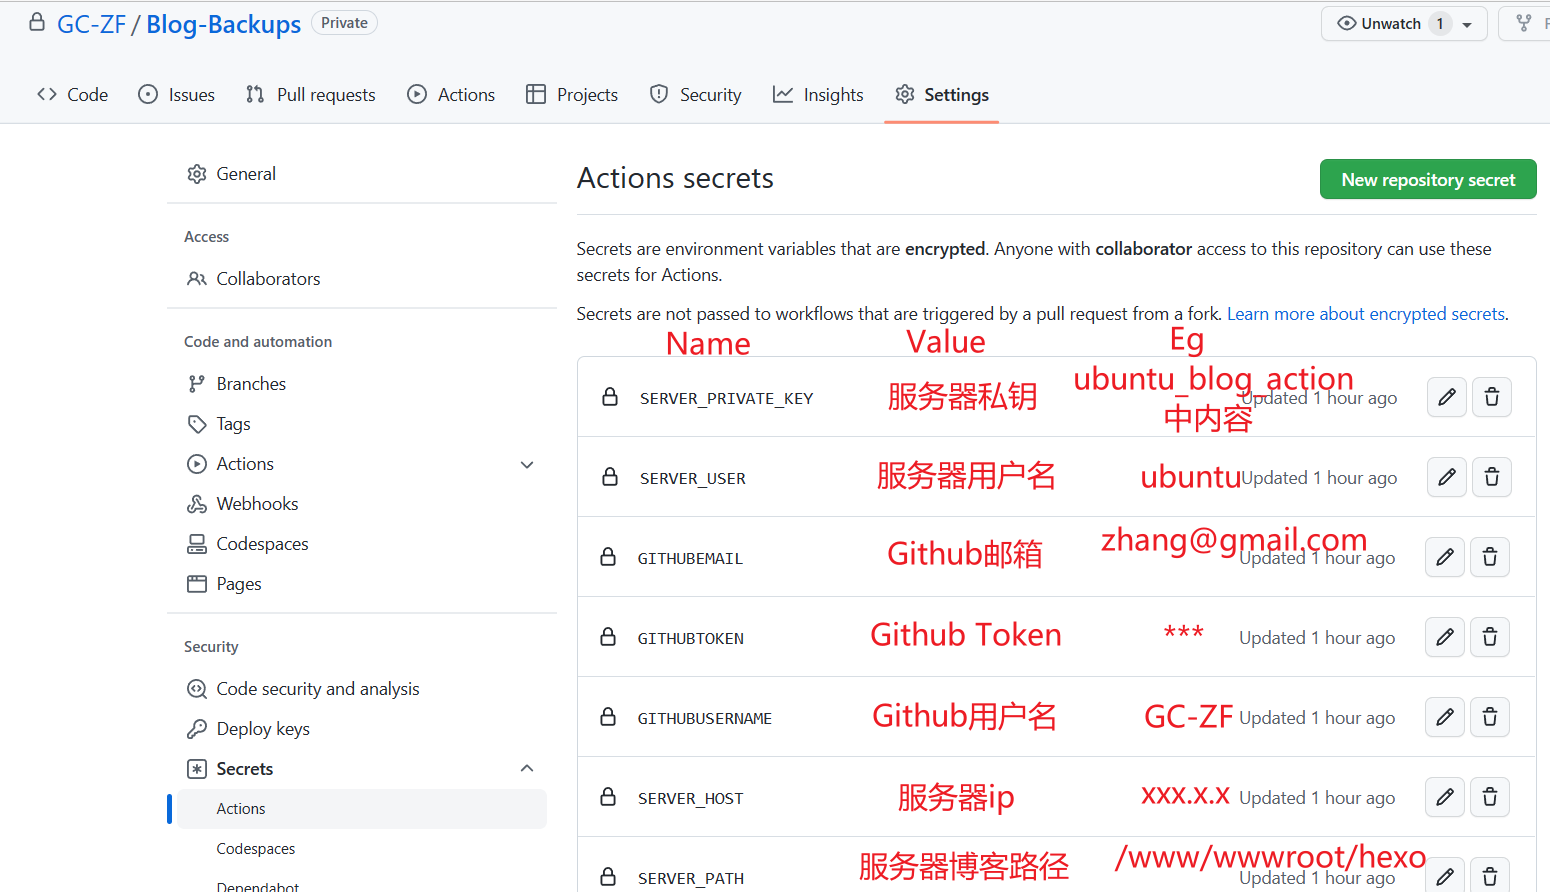 GC-ZF / Blog-Backups Private Unwatch 1
Code Issues Pull requests Actions Projects Security Insights Settings
General
Access
Collaborators
Code and automation
Branches
Tags
Actions
Webhooks
Codespaces
Pages
Security
Code security and analysis
Deploy keys
Secrets
Actions
Codespaces
Dependabot
Actions secrets
New repository secret
Secrets are environment variables that are encrypted. Anyone with collaborator access to this repository can use these
secrets for Actions.
Secrets are not passed to workflows that are triggered by a pull request from a fork. Learn more about encrypted secrets.
Name Value Eg
SERVER_PRIVATE_KEY 服务器私钥 ubuntu_blog_action
中内容
Updated 1 hour ago
SERVER_USER 服务器用户名 ubuntu Updated 1 hour ago
GITHUBEMAIL Github邮箱 zhang@gmail.com Updated 1 hour ago
GITHUBTOKEN Github Token *** Updated 1 hour ago
GITHUBUSERNAME Github用户名 GC-ZF Updated 1 hour ago
SERVER_HOST 服务器ip xxx.x.x Updated 1 hour ago
SERVER_PATH 服务器博客路径 /www/wwwroot/hexo Updated 1 hour ago